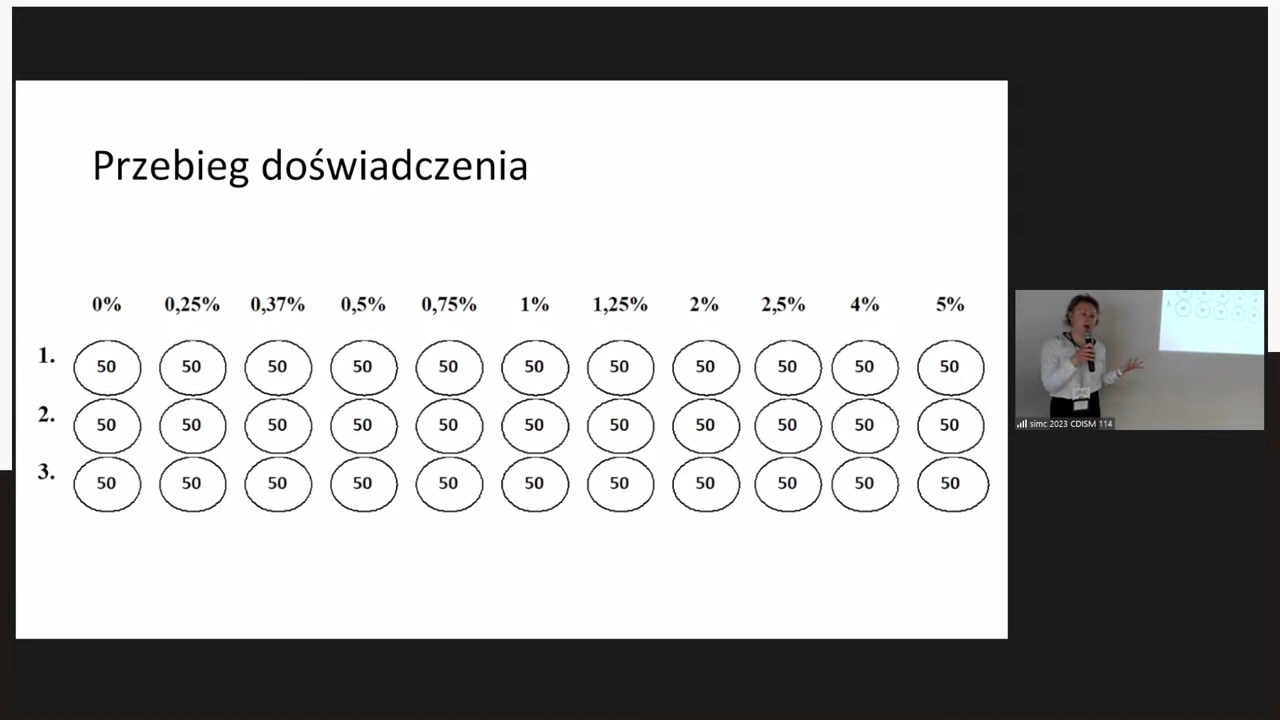 Przebieg doświadczenia
0% 0,25% 0,37% 0,5% 0,75% 1% 1,25% 2% 2,5% 4% 5%
1. 50 50 50 50 50 50 50 50 50 50 50
2. 50 50 50 50 50 50 50 50 50 50 50
3. 50 50 50 50 50 50 50 50 50 50 50
simc 2023 CDISM 114